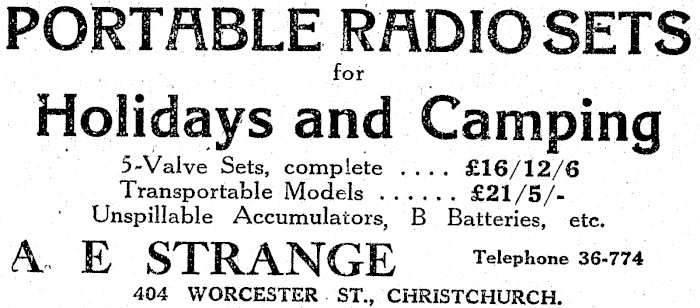 PORTABLE RADIO SETS
for
Holidays and Camping
5-Valve Sets, complete .... £16/12/6
Transportable Models ...... £21/5/-
Unspillable Accumulators, B Batteries, etc.
A. E STRANGE Telephone 36-774
404 WORCESTER ST., CHRISTCHURCH.